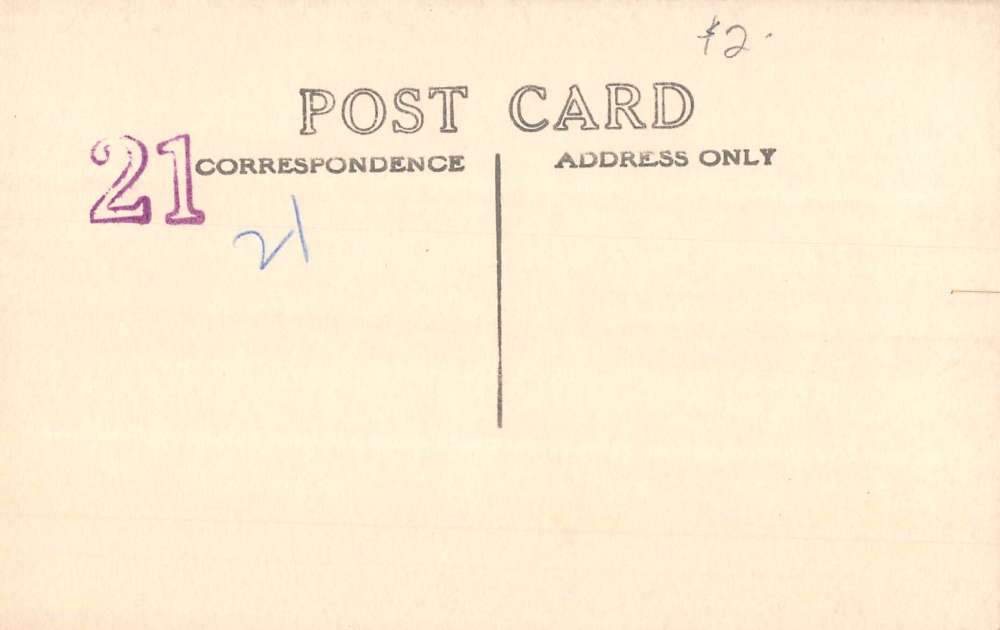 $2.
POST CARD
21
CORRESPONDENCE
ADDRESS ONLY
21